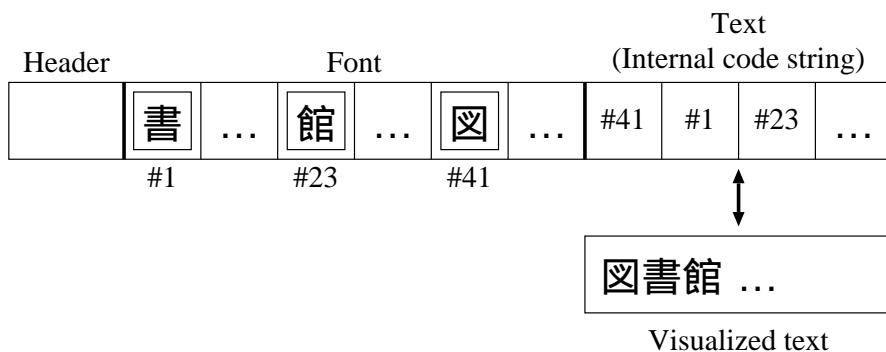 Text
Header Font (Internal code string)
書 … 館 … 図 … #41 #1 #23 …
#1 #23 #41
図書館 …
Visualized text